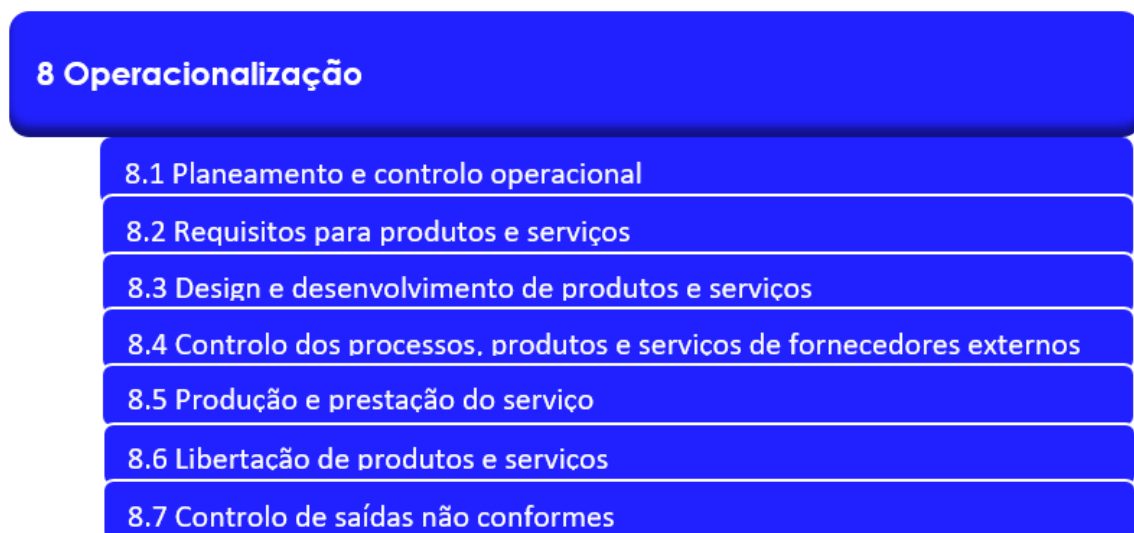 8 Operacionalização
8.1 Planeamento e controlo operacional
8.2 Requisitos para produtos e serviços
8.3 Design e desenvolvimento de produtos e serviços
8.4 Controlo dos processos, produtos e serviços de fornecedores externos
8.5 Produção e prestação do serviço
8.6 Libertação de produtos e serviços
8.7 Controlo de saídas não conformes